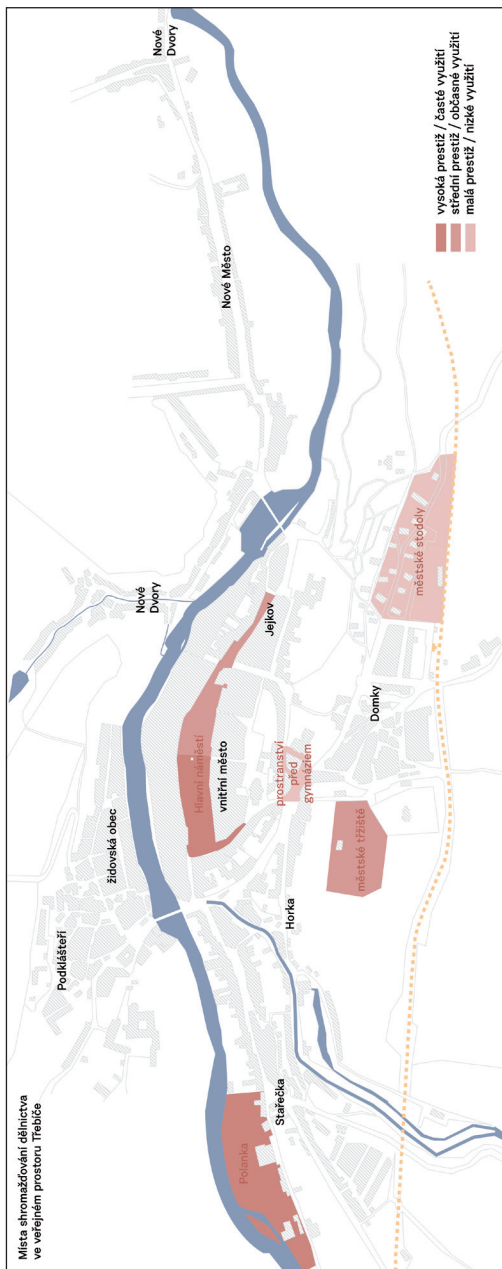 Místa shromažďování dělnictva
ve veřejném prostoru Třebíče
Podklášteří
židovská obec
Nové
Dvory
Nové Město
Nové
Dvory
Polanka
Stařečka
Horka
Hlavní náměstí
vnitřní město
Jejkov
prostranství
před
gymnáziem
městské tržiště
Domky
městské stodoly
vysoká prestiž / časté využití
střední prestiž / občasné využití
malá prestiž / nizké využití